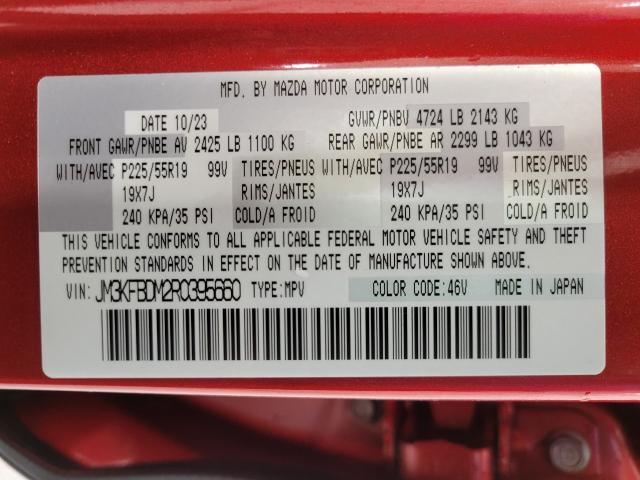 MFD. BY MAZDA MOTOR CORPORATION
DATE 10/23 GVWR/PNBV 4724 LB 2143 KG
FRONT GAWR/PNBE AV 2425 LB 1100 KG REAR GAWR/PNBE AR 2299 LB 1043 KG
WITH/AVEC P225/55R19 99V TIRES/PNEUS WITH/AVEC P225/55R19 99V TIRES/PNEUS
19X7J RIMS/JANTES 19X7J RIMS/JANTES
240 KPA/35 PSI COLD/A FROID 240 KPA/35 PSI COLD/A FROID
THIS VEHICLE CONFORMS TO ALL APPLICABLE FEDERAL MOTOR VEHICLE SAFETY AND THEFT
PREVENTION STANDARDS IN EFFECT ON THE DATE OF MANUFACTURE SHOWN ABOVE.
VIN: JM3KFBDM2R0395660 TYPE:MPV COLOR CODE:46V MADE IN JAPAN